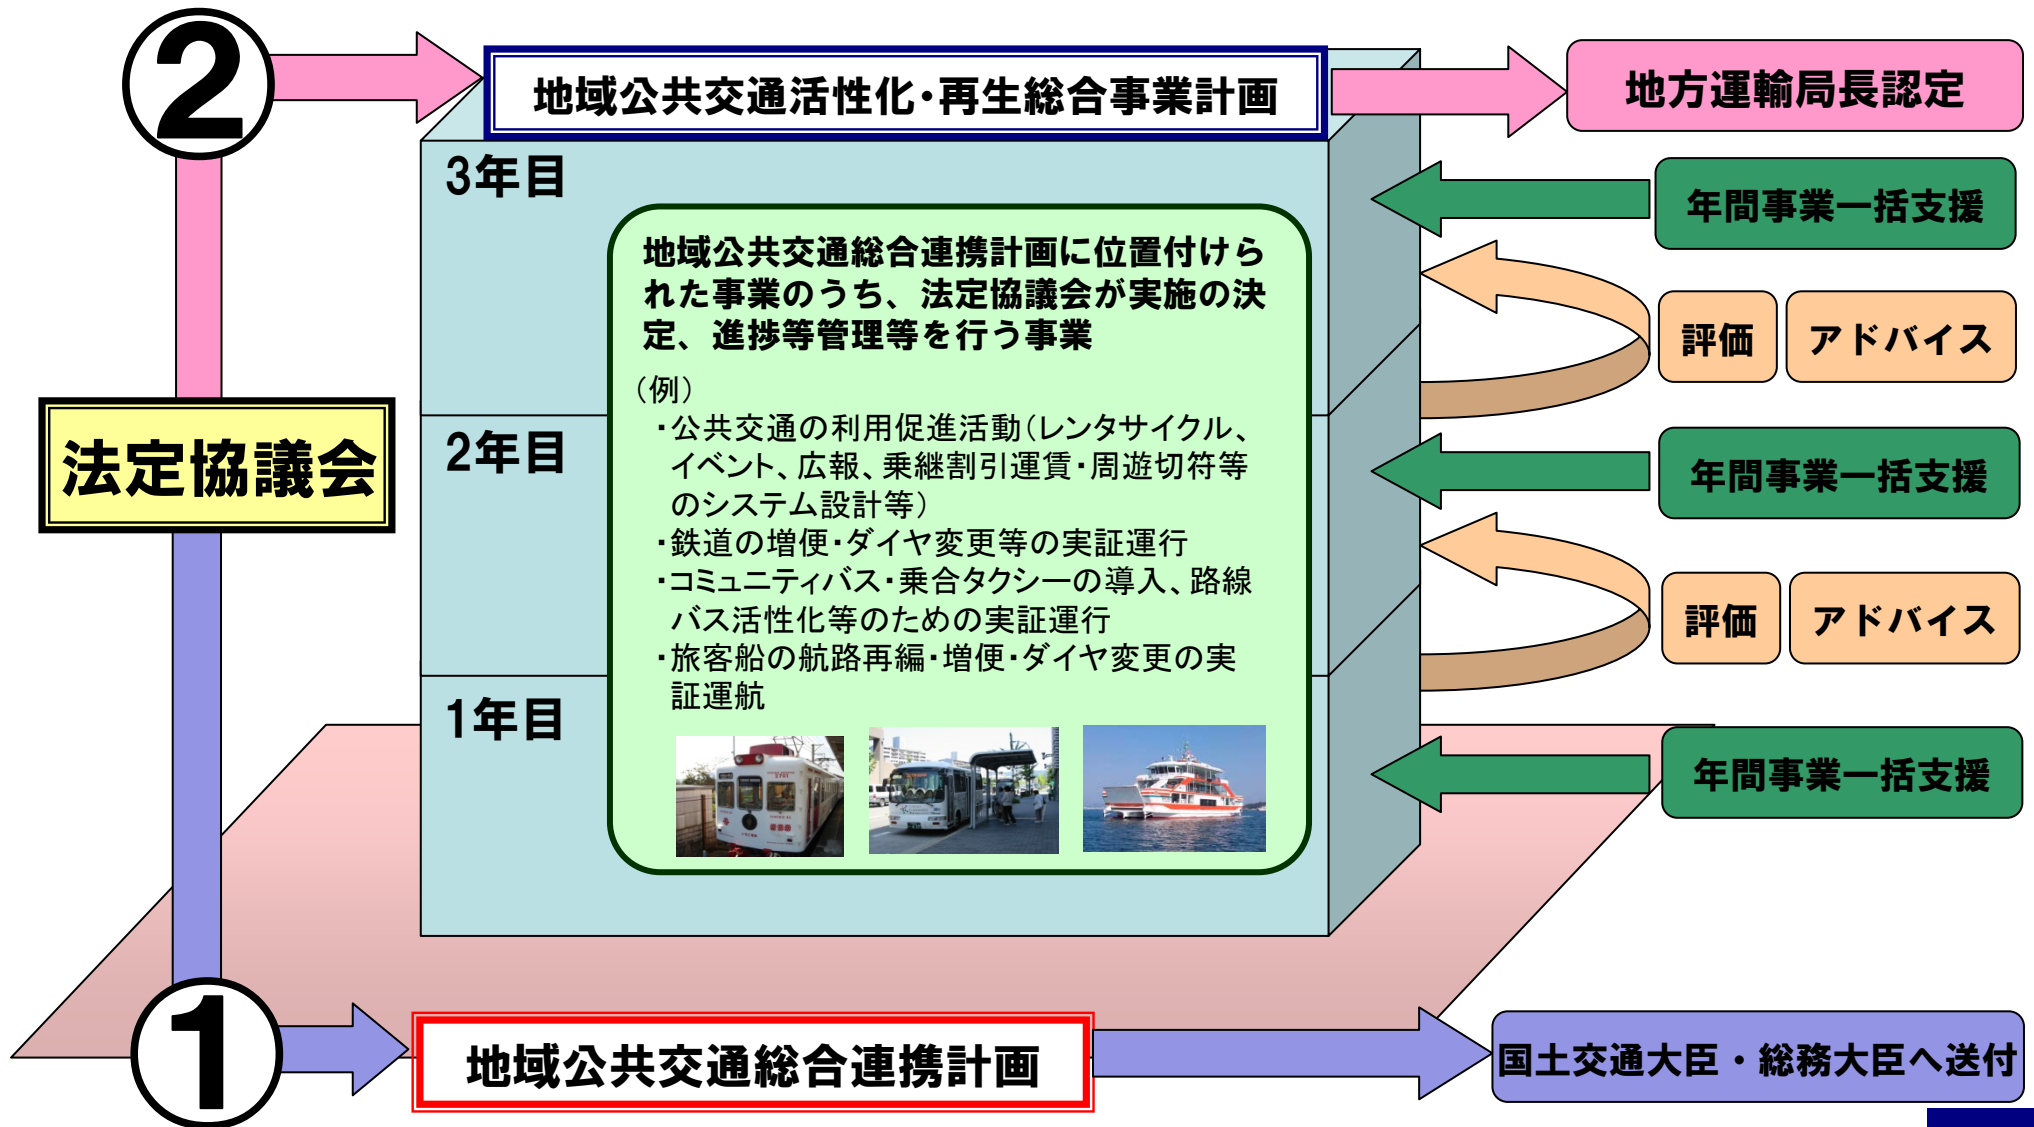 ②
地域公共交通活性化・再生総合事業計画
地方運輸局長認定
3年目
年間事業一括支援
地域公共交通総合連携計画に位置付けら
れた事業のうち、法定協議会が実施の決
定、進捗等管理等を行う事業
評価
アドバイス
（例）
・公共交通の利用促進活動（レンタサイクル、
イベント、広報、乗継割引運賃・周遊切符等
のシステム設計等）
・鉄道の増便・ダイヤ変更等の実証運行
・コミュニティバス・乗合タクシーの導入、路線
バス活性化等のための実証運行
・旅客船の航路再編・増便・ダイヤ変更の実
証運航
法定協議会
2年目
年間事業一括支援
評価
アドバイス
1年目
年間事業一括支援
①
地域公共交通総合連携計画
国土交通大臣・総務大臣へ送付